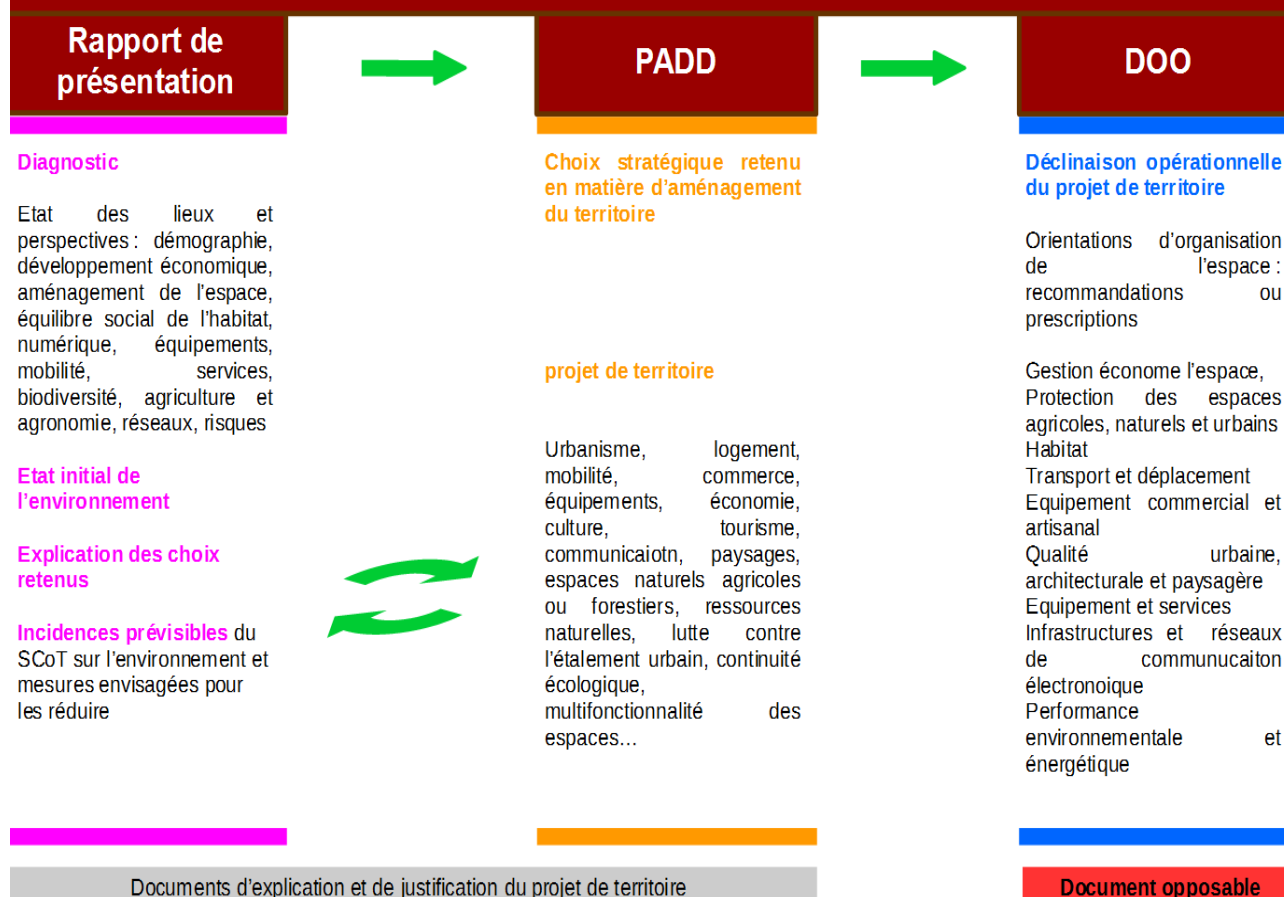 Rapport de
présentation
PADD
DOO
Diagnostic
Etat des lieux et
perspectives : démographie,
développement économique,
aménagement de l'espace,
équilibre social de l'habitat,
numérique, équipements,
mobilité, services,
biodiversité, agriculture et
agronomie, réseaux, risques
Etat initial de
l'environnement
Explication des choix
retenus
Incidences prévisibles du
SCoT sur l'environnement et
mesures envisagées pour
les réduire
Choix stratégique retenu
en matière d'aménagement
du territoire
projet de territoire
Urbanisme, logement,
mobilité, commerce,
équipements, économie,
culture, tourisme,
communicaiotn, paysages,
espaces naturels agricoles
ou forestiers, ressources
naturelles, lutte contre
l'étalement urbain, continuité
écologique,
multifonctionnalité des
espaces…
Déclinaison opérationnelle
du projet de territoire
Orientations d'organisation
de l'espace :
recommandations ou
prescriptions
Gestion économe l'espace,
Protection des espaces
agricoles, naturels et urbains
Habitat
Transport et déplacement
Equipement commercial et
artisanal
Qualité urbaine,
architecturale et paysagère
Equipement et services
Infrastructures et réseaux
de communucaiton
électronoique
Performance
environnementale et
énergétique
Documents d'explication et de justification du projet de territoire
Document opposable